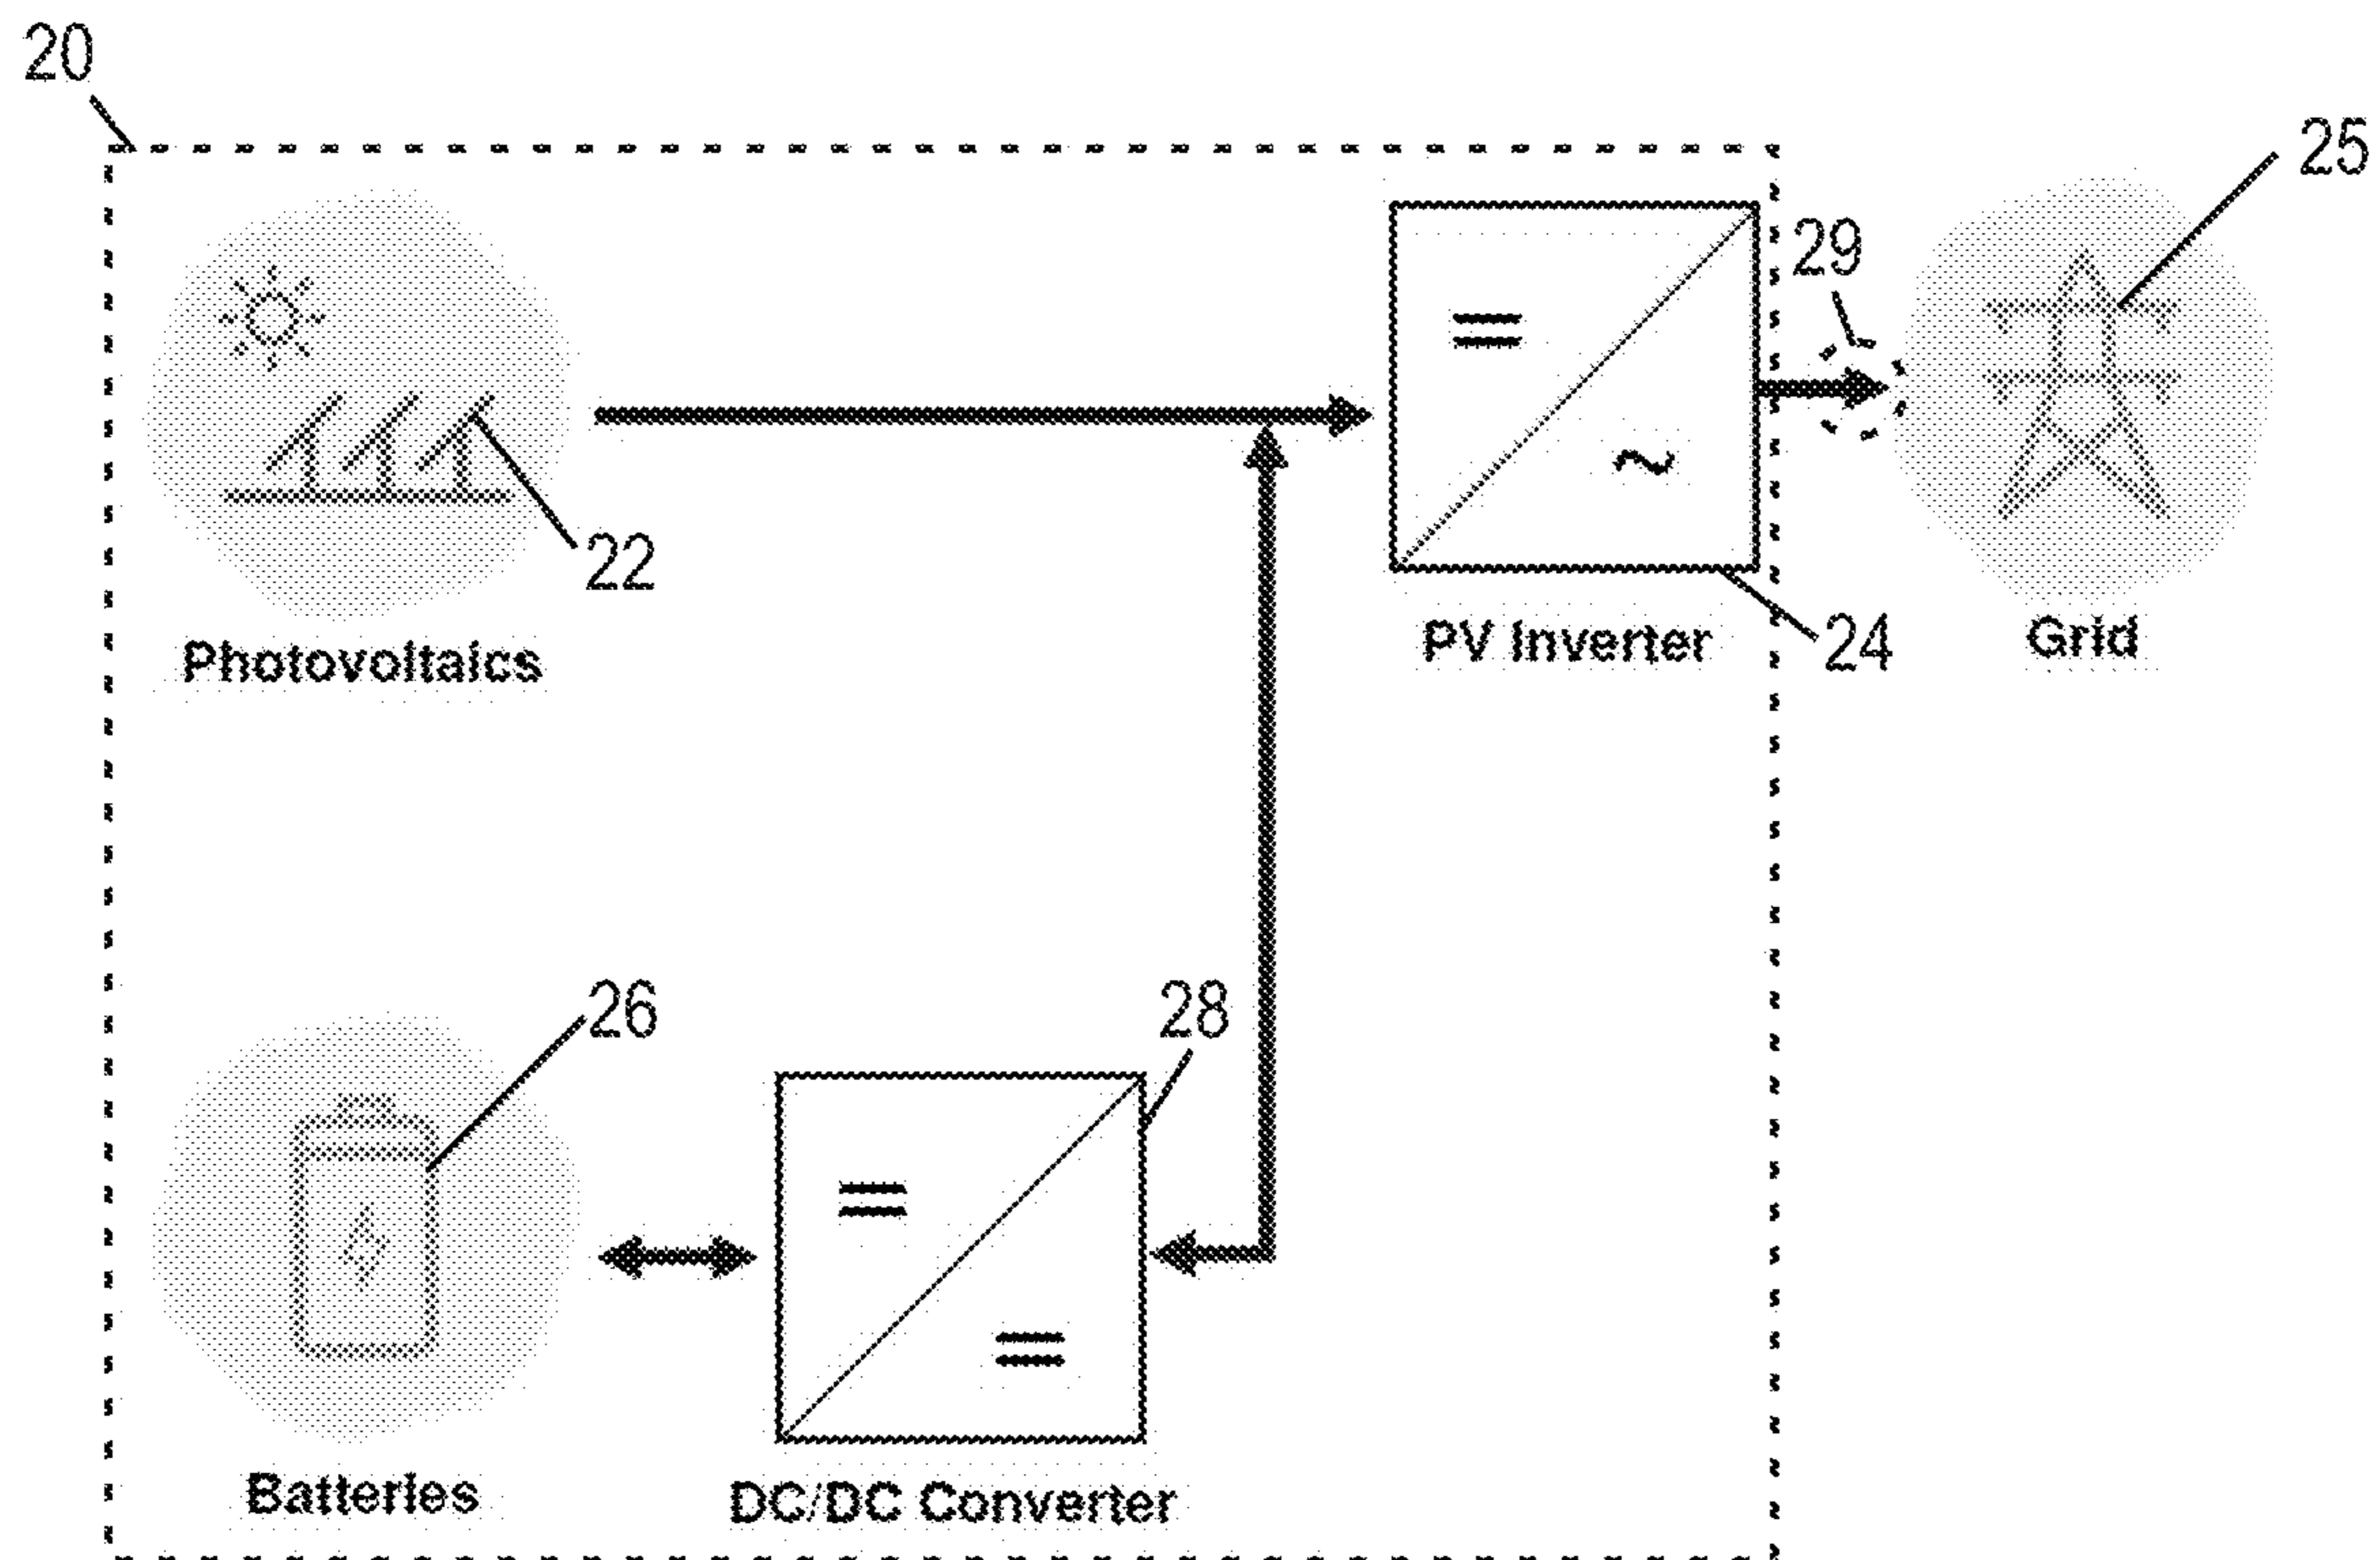 20
25
29
22
Photovoltaics
PV Inverter
24
Grid
26
28
Batteries
DC/DC Converter